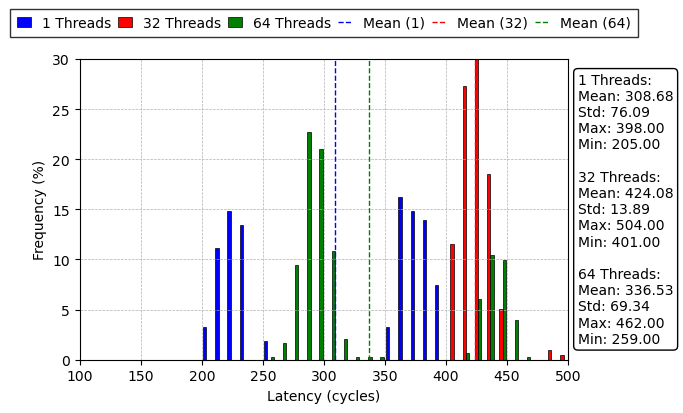 1 Threads 32 Threads 64 Threads Mean (1) Mean (32) Mean (64)
Frequency (%)
30
25
20
15
10
5
0
100 150 200 250 300 350 400 450 500
Latency (cycles)
1 Threads:
Mean: 308.68
Std: 76.09
Max: 398.00
Min: 205.00
32 Threads:
Mean: 424.08
Std: 13.89
Max: 504.00
Min: 401.00
64 Threads:
Mean: 336.53
Std: 69.34
Max: 462.00
Min: 259.00